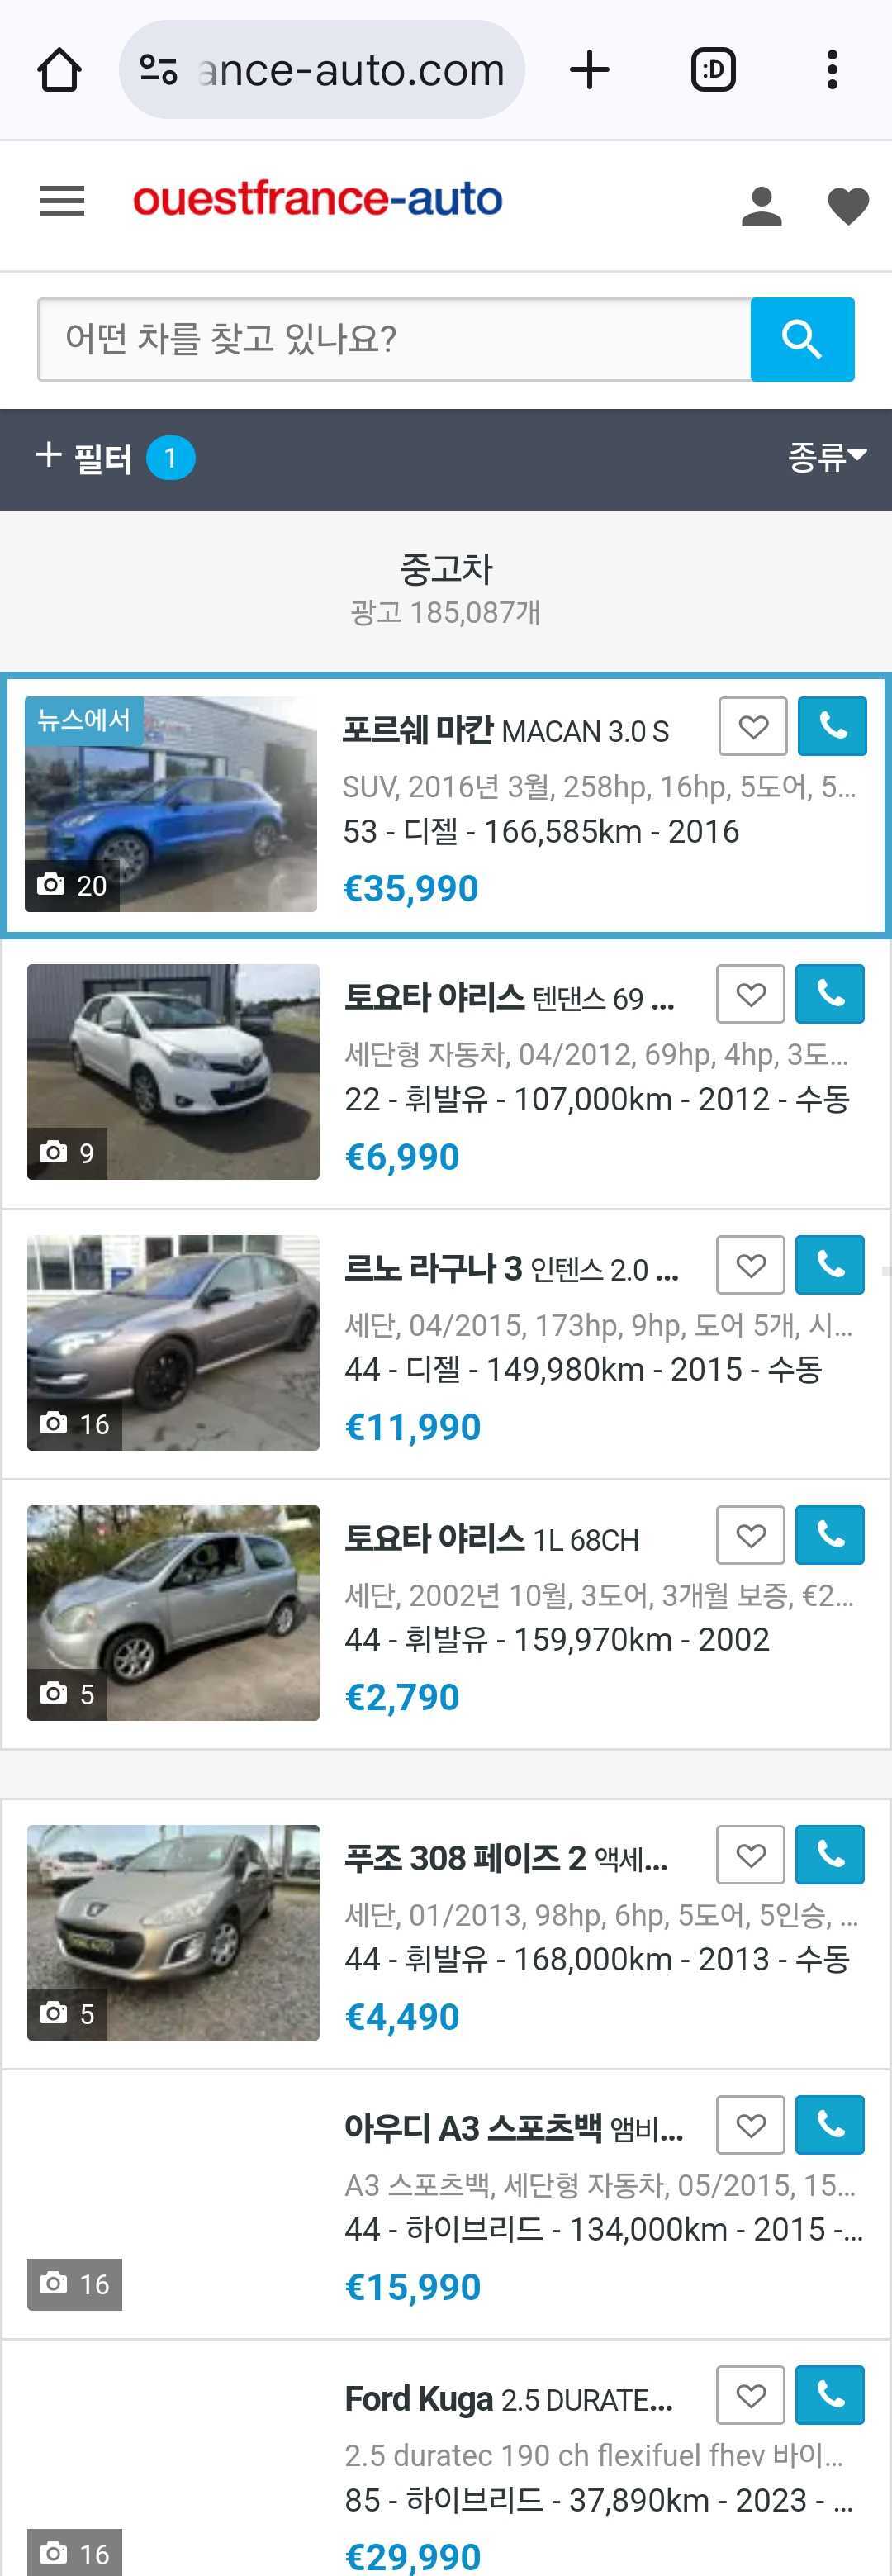 ance-auto.com
:D
ouestfrance-auto
어떤 차를 찾고 있나요?
+ 필터 1
종류
중고차
광고 185,087개
뉴스에서
20
포르쉐 마칸 MACAN 3.0 S
SUV, 2016년 3월, 258hp, 16hp, 5도어, 5...
53 - 디젤 - 166,585km - 2016
€35,990
9
토요타 야리스 텐댄스 69 ...
세단형 자동차, 04/2012, 69hp, 4hp, 3도...
22 - 휘발유 - 107,000km - 2012 - 수동
€6,990
16
르노 라구나 3 인텐스 2.0 ...
세단, 04/2015, 173hp, 9hp, 도어 5개, 시...
44 - 디젤 - 149,980km - 2015 - 수동
€11,990
5
토요타 야리스 1L 68CH
세단, 2002년 10월, 3도어, 3개월 보증, €2...
44 - 휘발유 - 159,970km - 2002
€2,790
5
푸조 308 페이즈 2 액세...
세단, 01/2013, 98hp, 6hp, 5도어, 5인승, ...
44 - 휘발유 - 168,000km - 2013 - 수동
€4,490
16
아우디 A3 스포츠백 앰비...
A3 스포츠백, 세단형 자동차, 05/2015, 15...
44 - 하이브리드 - 134,000km - 2015 -...
€15,990
16
Ford Kuga 2.5 DURATE...
2.5 duratec 190 ch flexifuel fhev 바이...
85 - 하이브리드 - 37,890km - 2023 - ...
€29,990